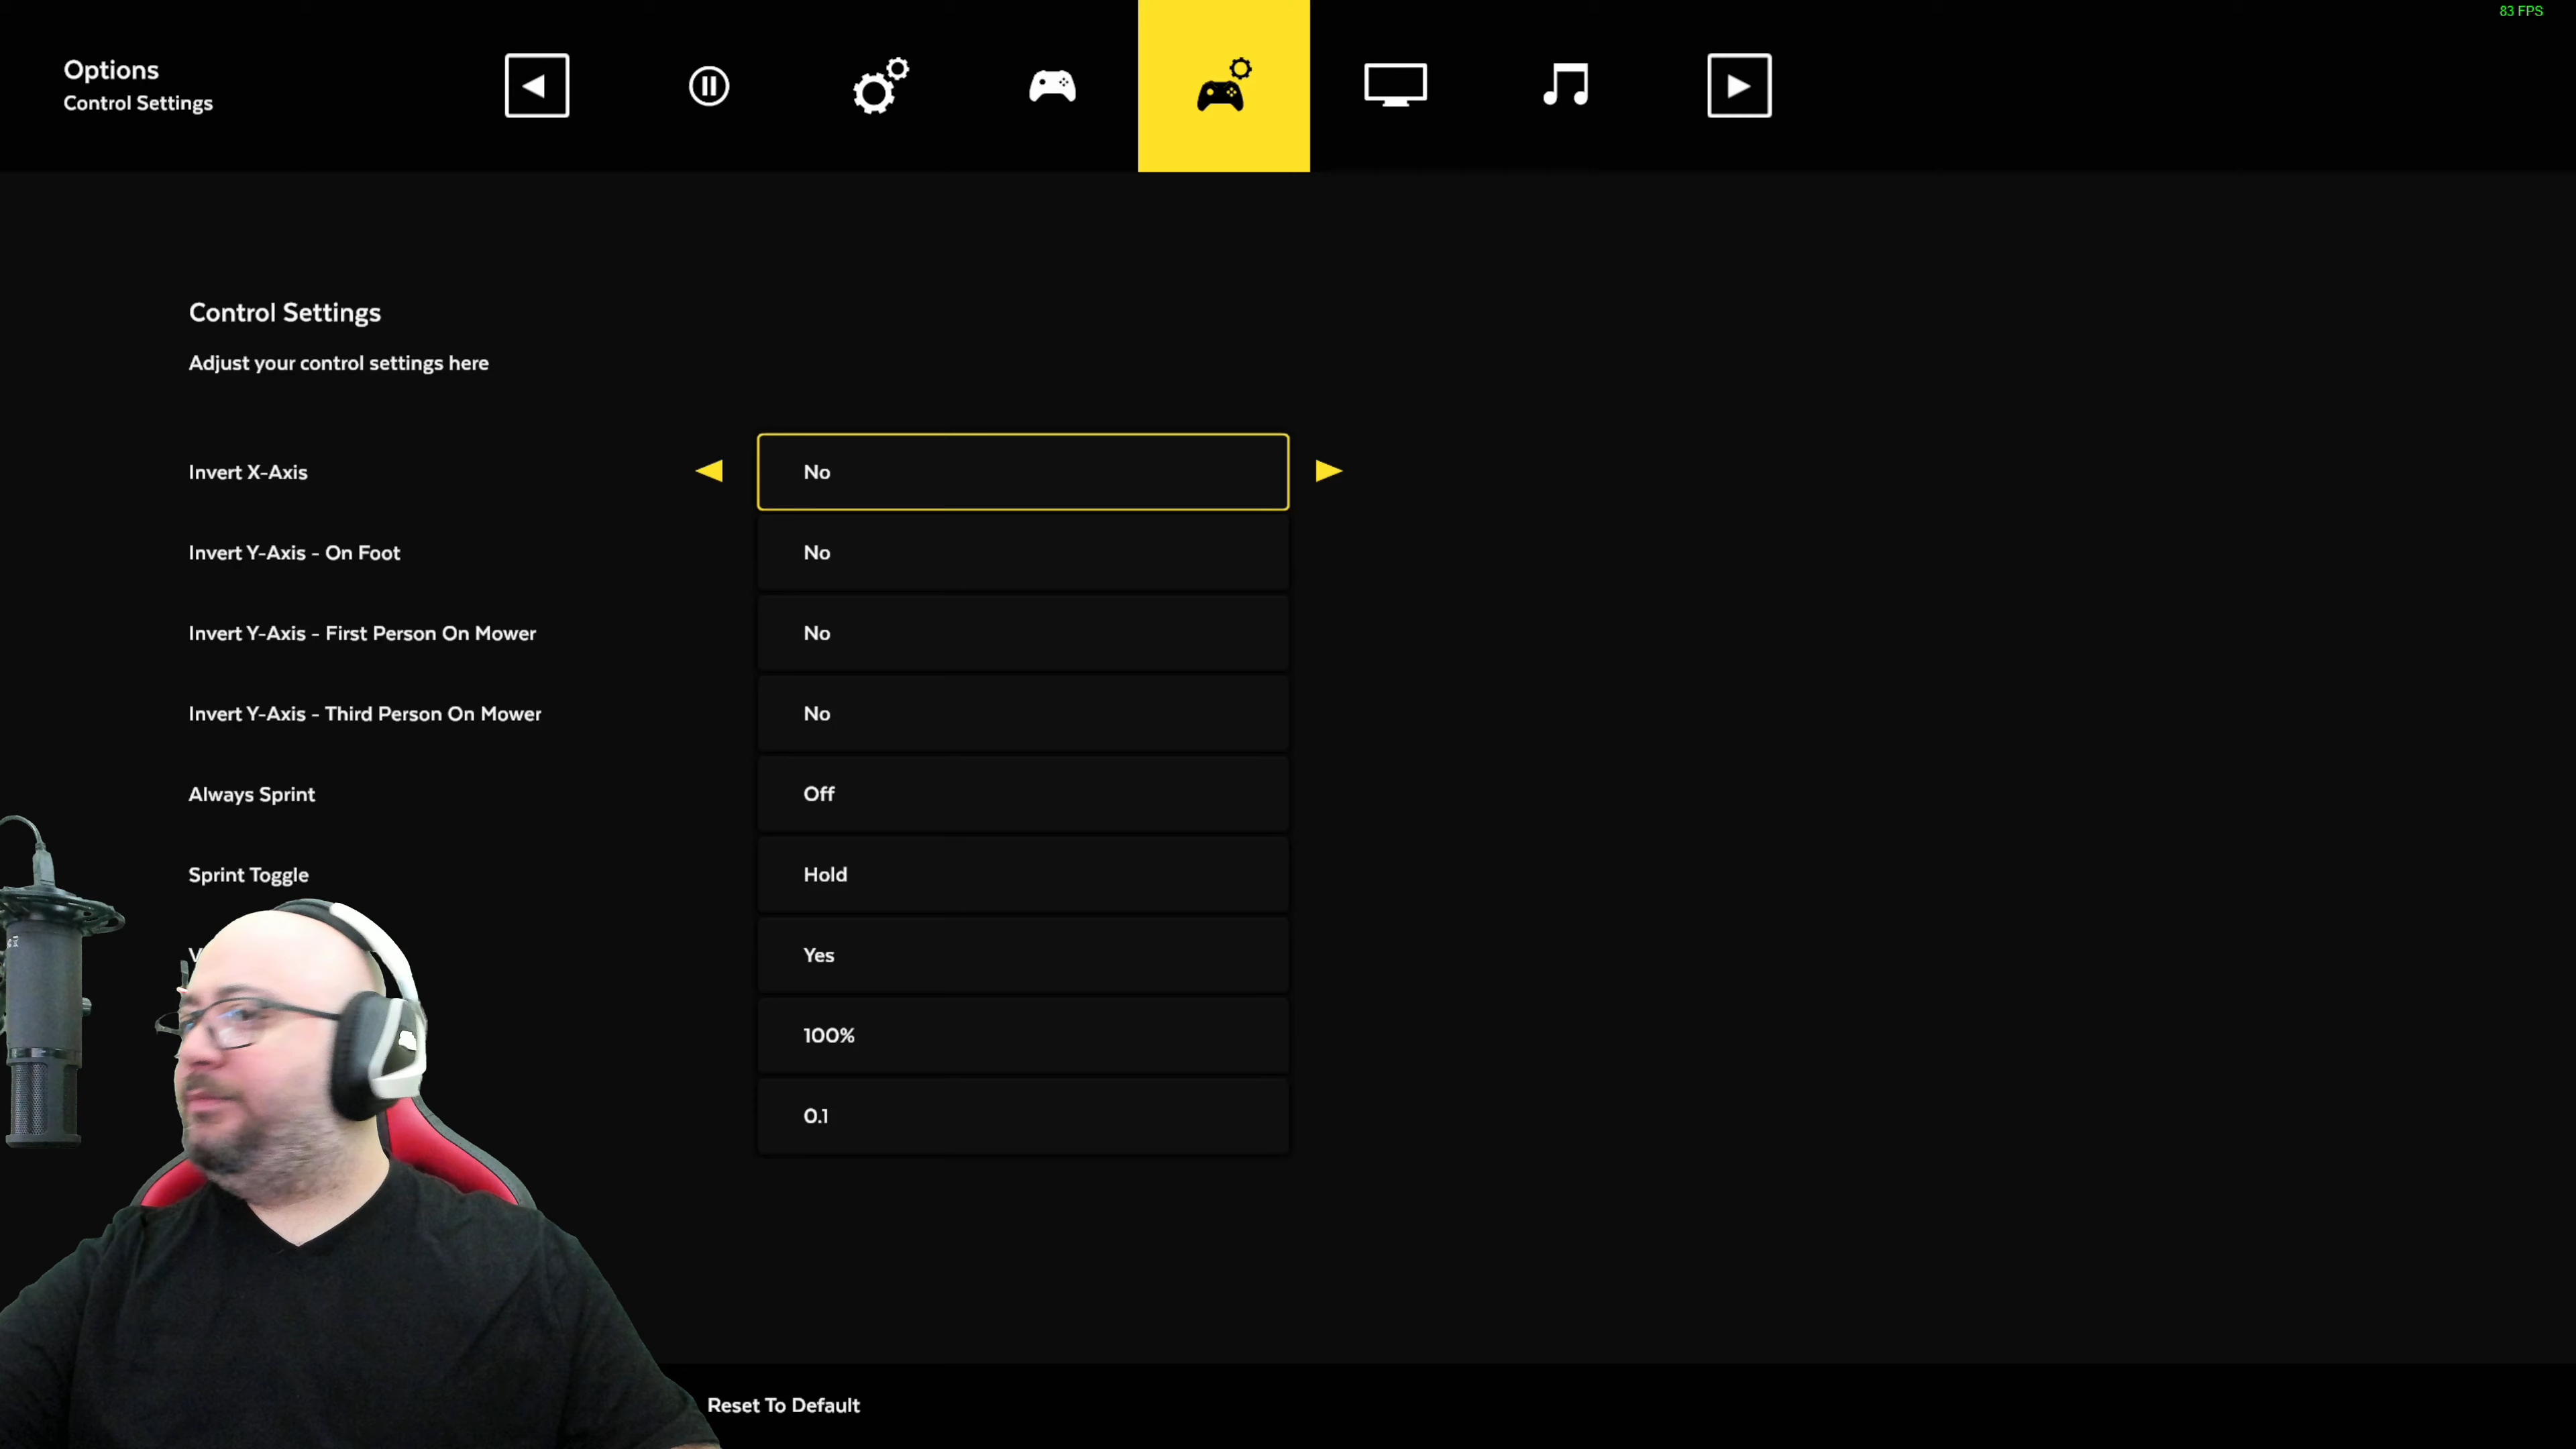 83 FPS
Options
Control Settings
Control Settings
Adjust your control settings here
Invert X-Axis
No
Invert Y-Axis - On Foot
No
Invert Y-Axis - First Person On Mower
No
Invert Y-Axis - Third Person On Mower
No
Always Sprint
Off
Sprint Toggle
Hold
Yes
100%
0.1
Reset To Default